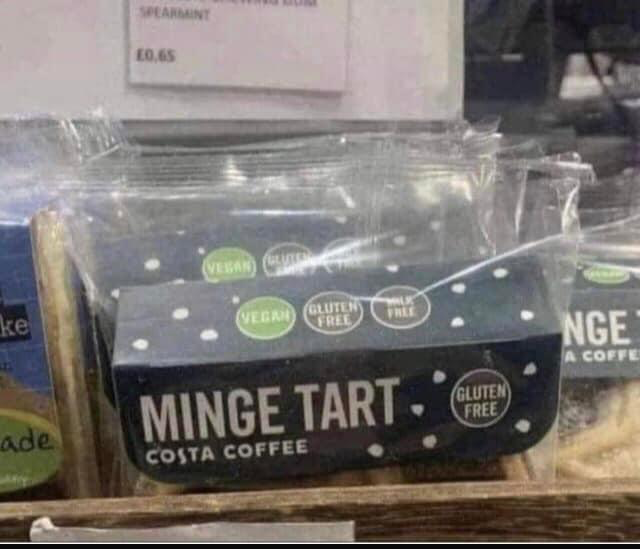 SPEARMINT
£0.65
VEGAN
GLUTEN
VEGAN
GLUTEN
FREE
MILK
FREE
MINGE TART
COSTA COFFEE
GLUTEN
FREE
NGE
A COFFE
ke
ade